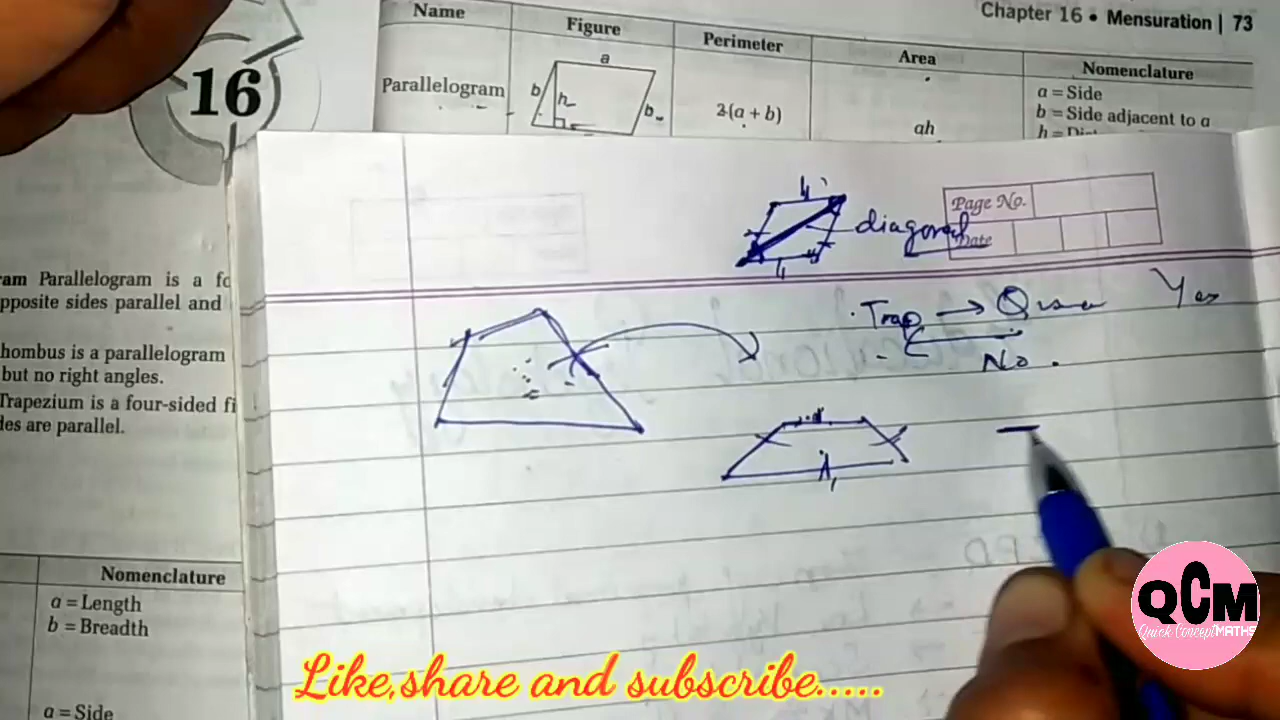 Chapter 16 • Mensuration | 73
Name Figure Perimeter Area Nomenclature
16
Parallelogram a b h b 2(a + b) ah
a = Side
b = Side adjacent to a
Page No.
Date
diagonal
ram Parallelogram is a fo
pposite sides parallel and
hombus is a parallelogram
but no right angles.
Trapezium is a four-sided fi
des are parallel.
Trap → Yes
No.
Nomenclature
a = Length
b = Breadth
a = Side
QCM
Quick Concept MATHS
Like,share and subscribe.....